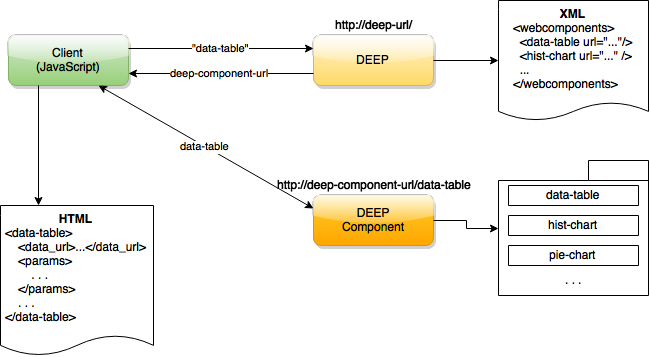 http://deep-url/
Client
(JavaScript)
"data-table"
deep-component-url
DEEP
XML
<webcomponents>
<data-table url="..."/>
<hist-chart url="..." />
...
</webcomponents>
data-table
http://deep-component-url/data-table
DEEP
Component
data-table
hist-chart
pie-chart
. . .
HTML
<data-table>
<data_url>...</data_url>
<params>
. . .
</params>
. . .
</data-table>